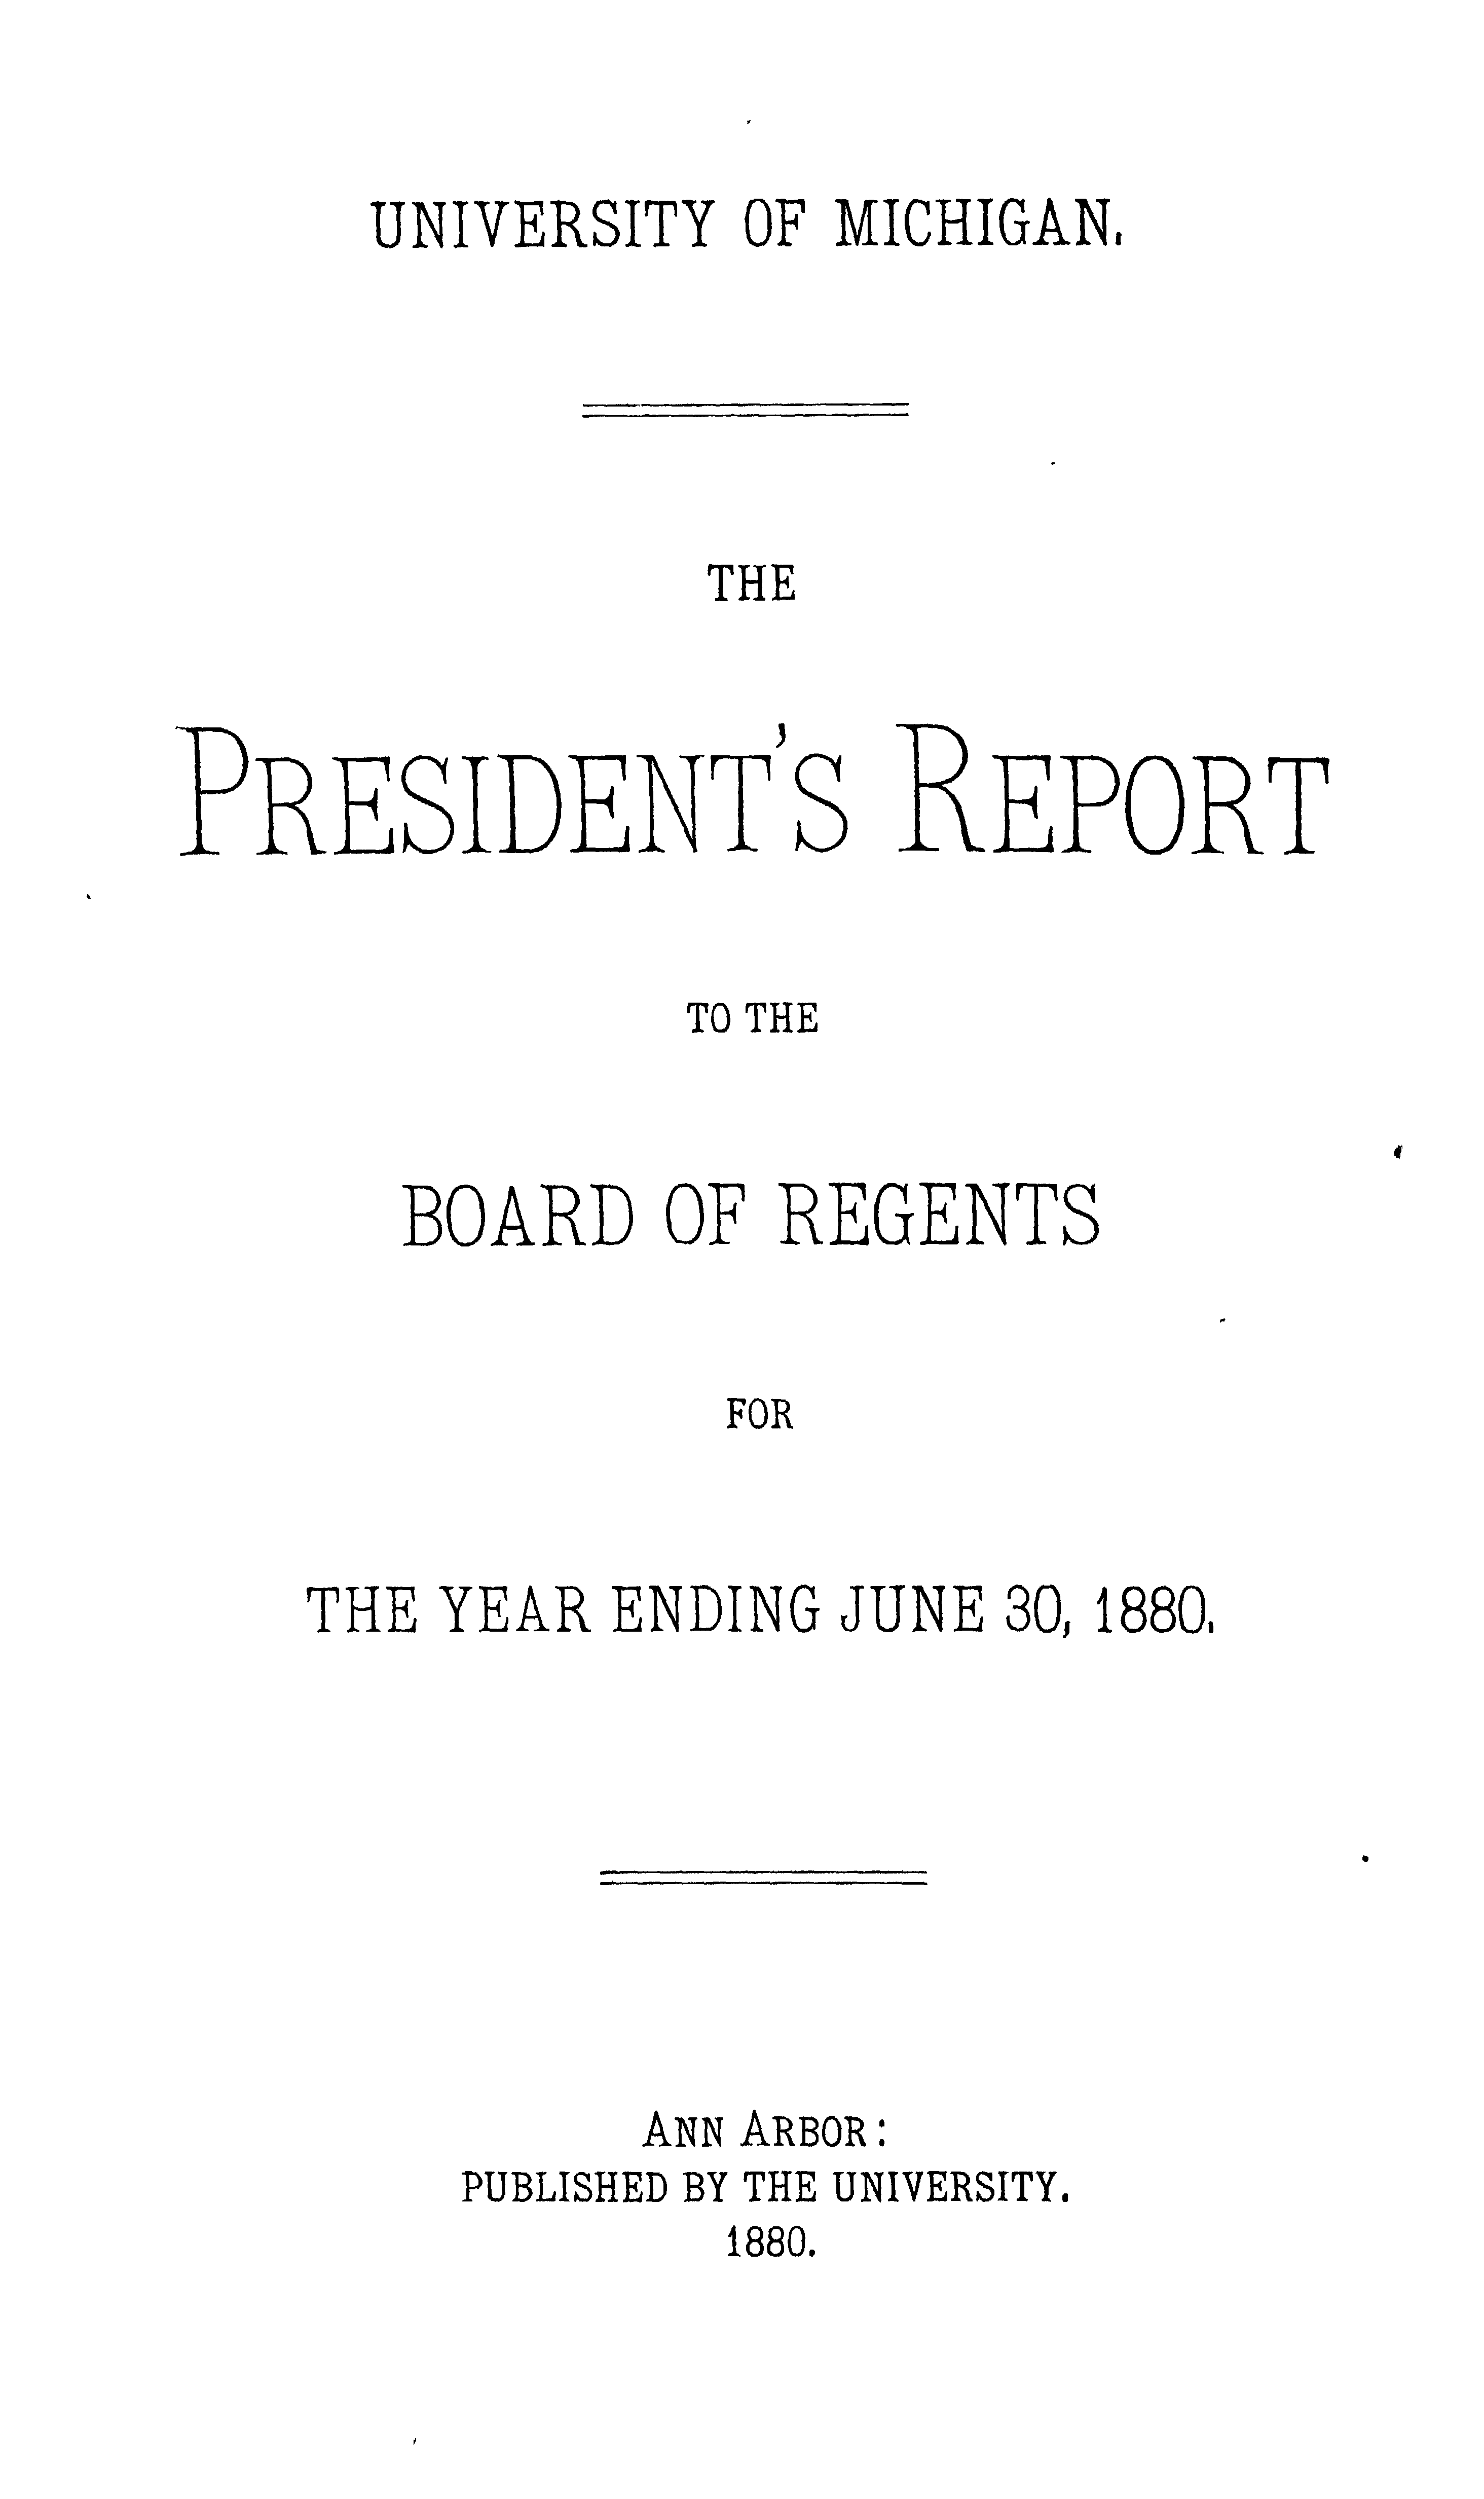 UNIVERSITY OF MICHIGAN.
THE
PRESIDENT'S REPORT
TO THE
BOARD OF REGENTS
FOR
THE YEAR ENDING JUNE 30, 1880.
ANN ARBOR:
PUBLISHED BY THE UNIVERSITY.
1880.